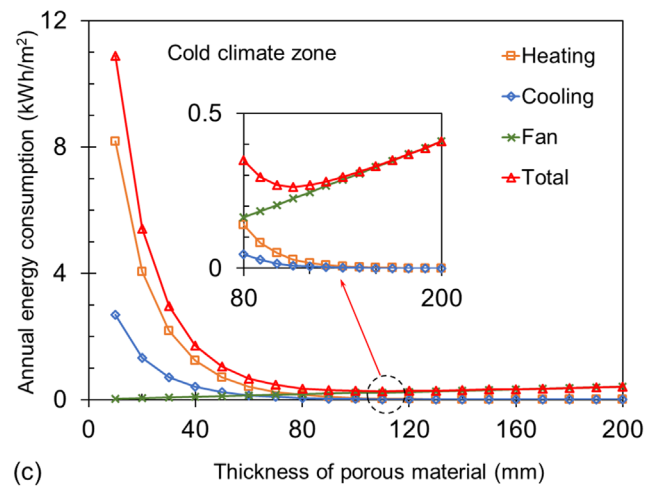 12
Cold climate zone
Heating
Cooling
Fan
Total
0.5
0
80
200
8
4
0
Annual energy consumption (kWh/m²)
0
40
80
120
160
200
(c)
Thickness of porous material (mm)